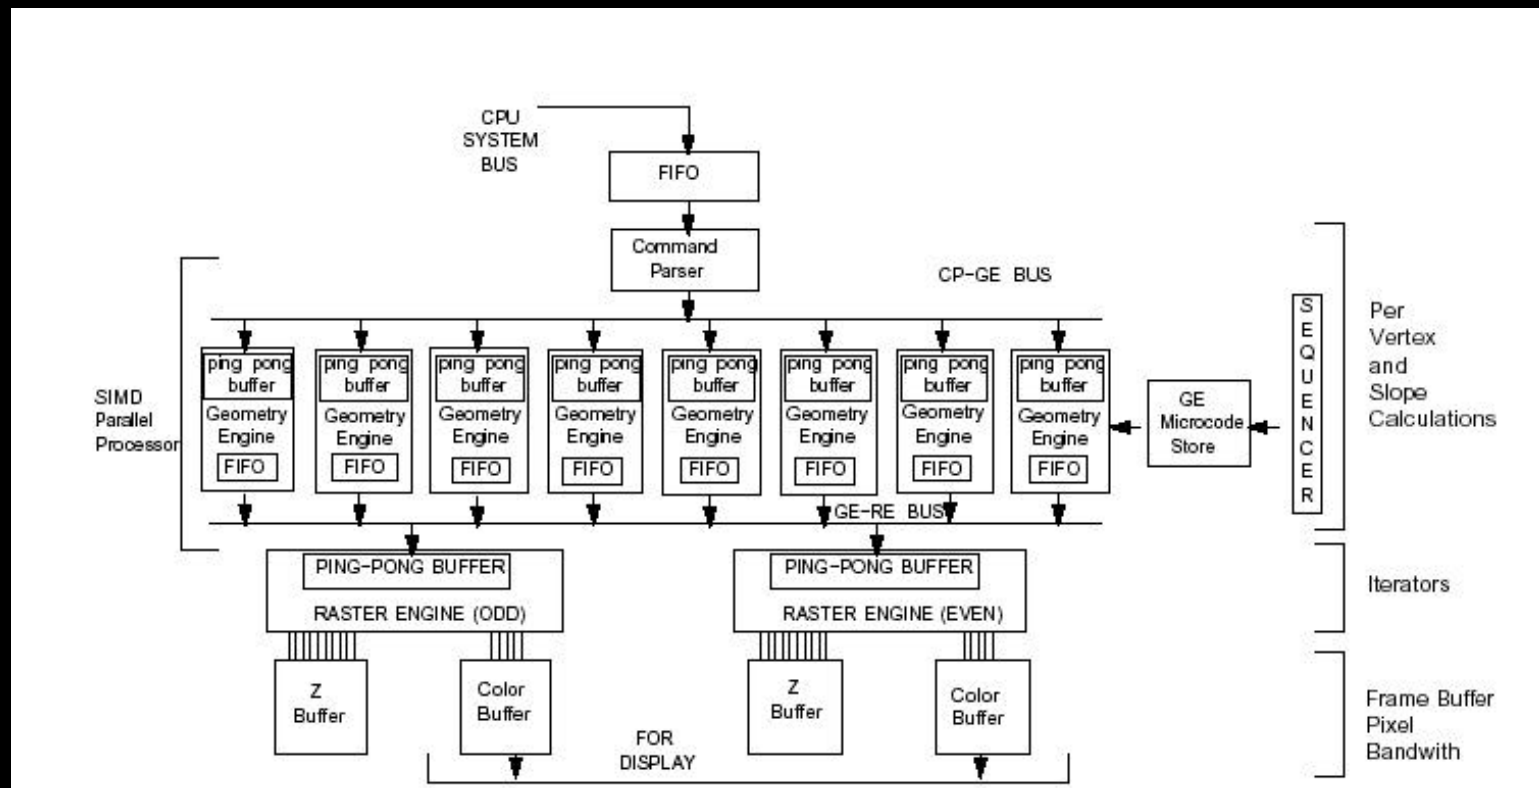 CPU
SYSTEM
BUS
FIFO
Command
Parser
CP-GE BUS
SIMD
Parallel
Processor
ping pong
buffer
Geometry
Engine
FIFO
ping pong
buffer
Geometry
Engine
FIFO
ping pong
buffer
Geometry
Engine
FIFO
ping pong
buffer
Geometry
Engine
FIFO
ping pong
buffer
Geometry
Engine
FIFO
ping pong
buffer
Geometry
Engine
FIFO
ping pong
buffer
Geometry
Engine
FIFO
ping pong
buffer
Geometry
Engine
FIFO
GE
Microcode
Store
SEQUENCER
Per
Vertex
and
Slope
Calculations
GE-RE BUS
PING-PONG BUFFER
RASTER ENGINE (ODD)
PING-PONG BUFFER
RASTER ENGINE (EVEN)
Iterators
Z
Buffer
Color
Buffer
Z
Buffer
Color
Buffer
FOR
DISPLAY
Frame Buffer
Pixel
Bandwith